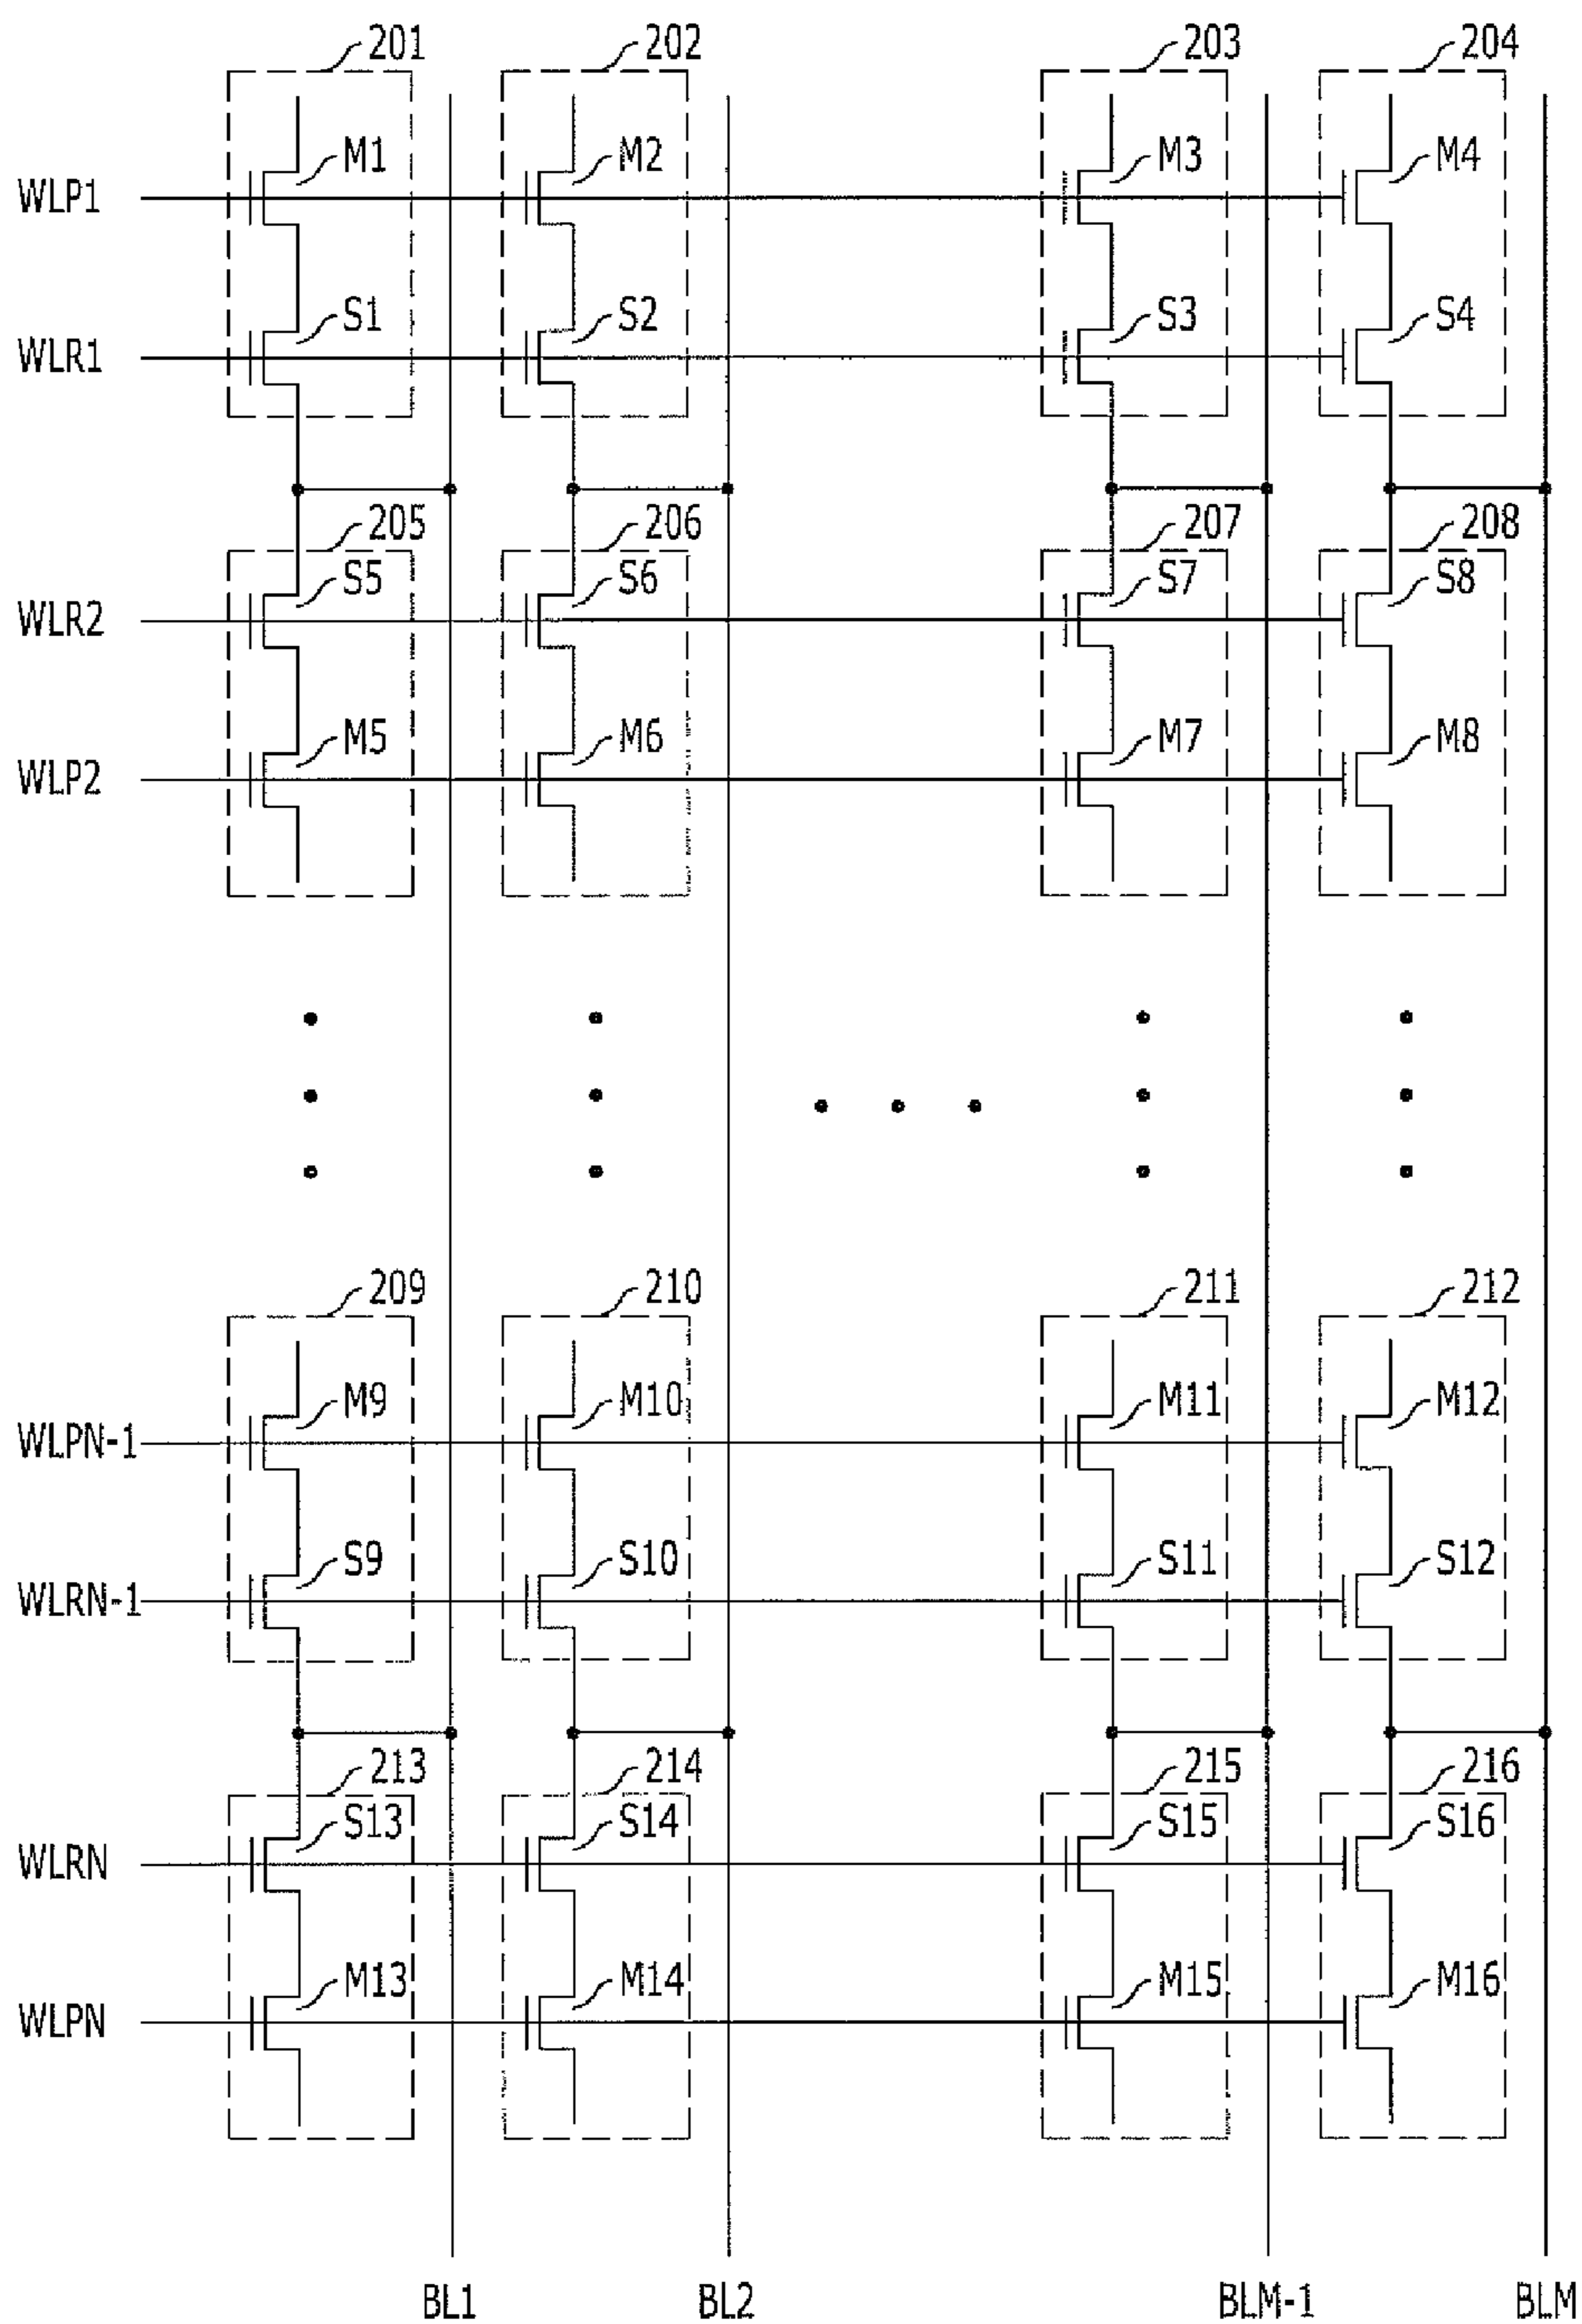 201 202 203 204
WLP1 M1 M2 M3 M4
WLR1 S1 S2 S3 S4
205 206 207 208
WLR2 S5 S6 S7 S8
WLP2 M5 M6 M7 M8
209 210 211 212
WLPN-1 M9 M10 M11 M12
WLRN-1 S9 S10 S11 S12
213 214 215 216
WLRN S13 S14 S15 S16
WLPN M13 M14 M15 M16
BL1 BL2 BLM-1 BLM